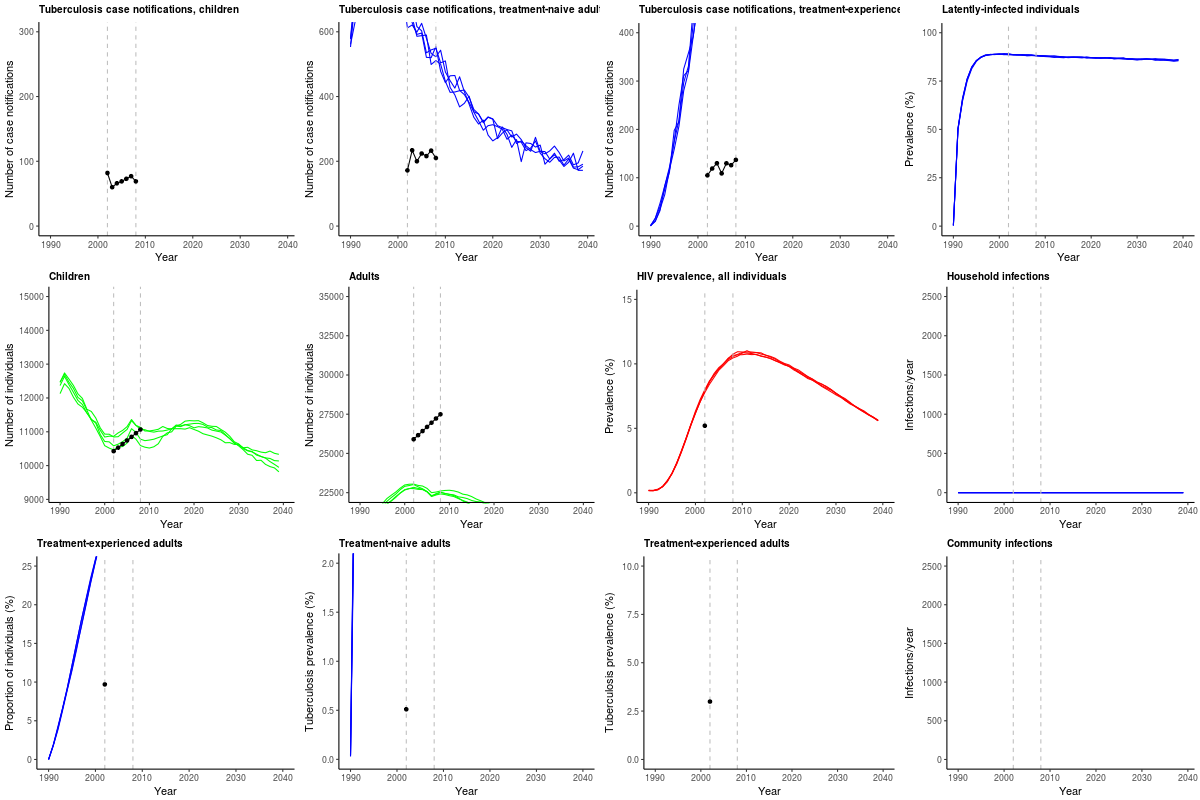 Tuberculosis case notifications, children
Number of case notifications
300
200
100
0
1990 2000 2010 2020 2030 2040
Year
Tuberculosis case notifications, treatment-naive adul
Number of case notifications
600
400
200
0
1990 2000 2010 2020 2030 2040
Year
Tuberculosis case notifications, treatment-experience
Number of case notifications
400
300
200
100
0
1990 2000 2010 2020 2030 2040
Year
Latently-infected individuals
Prevalence (%)
100
75
50
25
0
1990 2000 2010 2020 2030 2040
Year
Children
Number of individuals
15000
14000
13000
12000
11000
10000
9000
1990 2000 2010 2020 2030 2040
Year
Adults
Number of individuals
35000
32500
30000
27500
25000
22500
1990 2000 2010 2020 2030 2040
Year
HIV prevalence, all individuals
Prevalence (%)
15
10
5
0
1990 2000 2010 2020 2030 2040
Year
Household infections
Infections/year
2500
2000
1500
1000
500
0
1990 2000 2010 2020 2030 2040
Year
Treatment-experienced adults
Proportion of individuals (%)
25
20
15
10
5
0
1990 2000 2010 2020 2030 2040
Year
Treatment-naive adults
Tuberculosis prevalence (%)
2.0
1.5
1.0
0.5
0.0
1990 2000 2010 2020 2030 2040
Year
Treatment-experienced adults
Tuberculosis prevalence (%)
10.0
7.5
5.0
2.5
0.0
1990 2000 2010 2020 2030 2040
Year
Community infections
Infections/year
2500
2000
1500
1000
500
0
1990 2000 2010 2020 2030 2040
Year